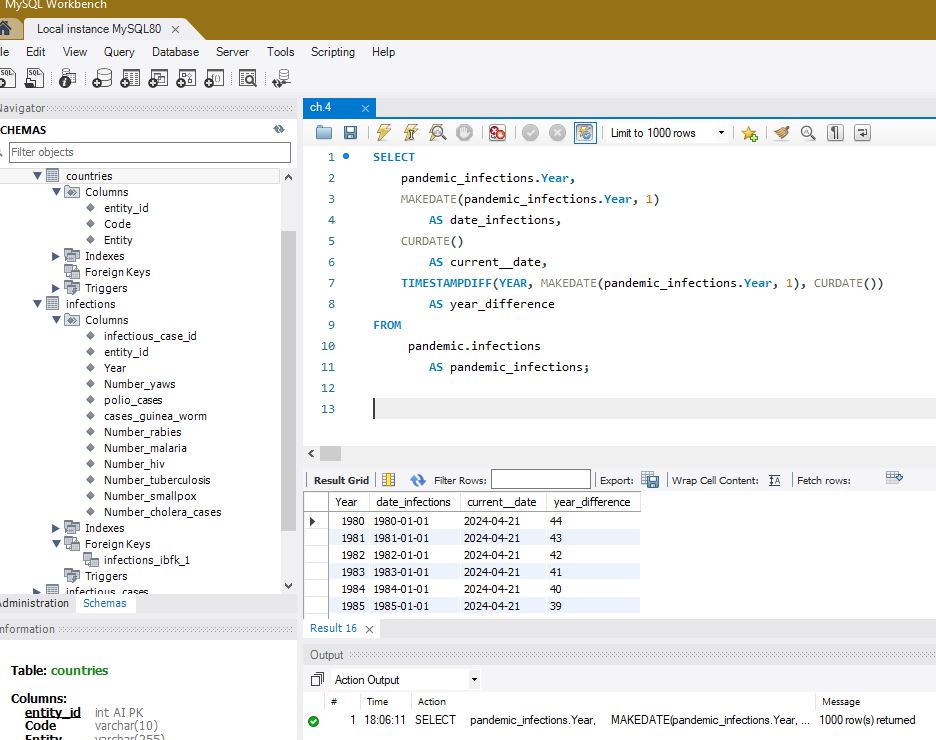 MySQL Workbench
Local instance MySQL80
Edit View Query Database Server Tools Scripting Help
Navigator
SCHEMAS
Filter objects
countries
Columns
entity_id
Code
Entity
Indexes
Foreign Keys
Triggers
infections
Columns
infectious_case_id
entity_id
Year
Number_yaws
polio_cases
cases_guinea_worm
Number_rabies
Number_malaria
Number_hiv
Number_tuberculosis
Number_smallpox
Number_cholera_cases
Indexes
Foreign Keys
infections_ibfk_1
Triggers
infectious_cases
Administration Schemas
Information
Table: countries
Columns:
entity_id int AI PK
Code varchar(10)
Entity varchar(255)
ch.4
Limit to 1000 rows
1 SELECT
2 pandemic_infections.Year,
3 MAKEDATE(pandemic_infections.Year, 1)
4 AS date_infections,
5 CURDATE()
6 AS current__date,
7 TIMESTAMPDIFF(YEAR, MAKEDATE(pandemic_infections.Year, 1), CURDATE())
8 AS year_difference
9 FROM
10 pandemic.infections
11 AS pandemic_infections;
12
13
Result Grid Filter Rows: Export: Wrap Cell Content: IA Fetch rows:
Year date_infections current__date year_difference
1980 1980-01-01 2024-04-21 44
1981 1981-01-01 2024-04-21 43
1982 1982-01-01 2024-04-21 42
1983 1983-01-01 2024-04-21 41
1984 1984-01-01 2024-04-21 40
1985 1985-01-01 2024-04-21 39
Result 16
Output
Action Output
# Time Action Message
1 18:06:11 SELECT pandemic_infections.Year, MAKEDATE(pandemic_infections.Year, ... 1000 row(s) returned